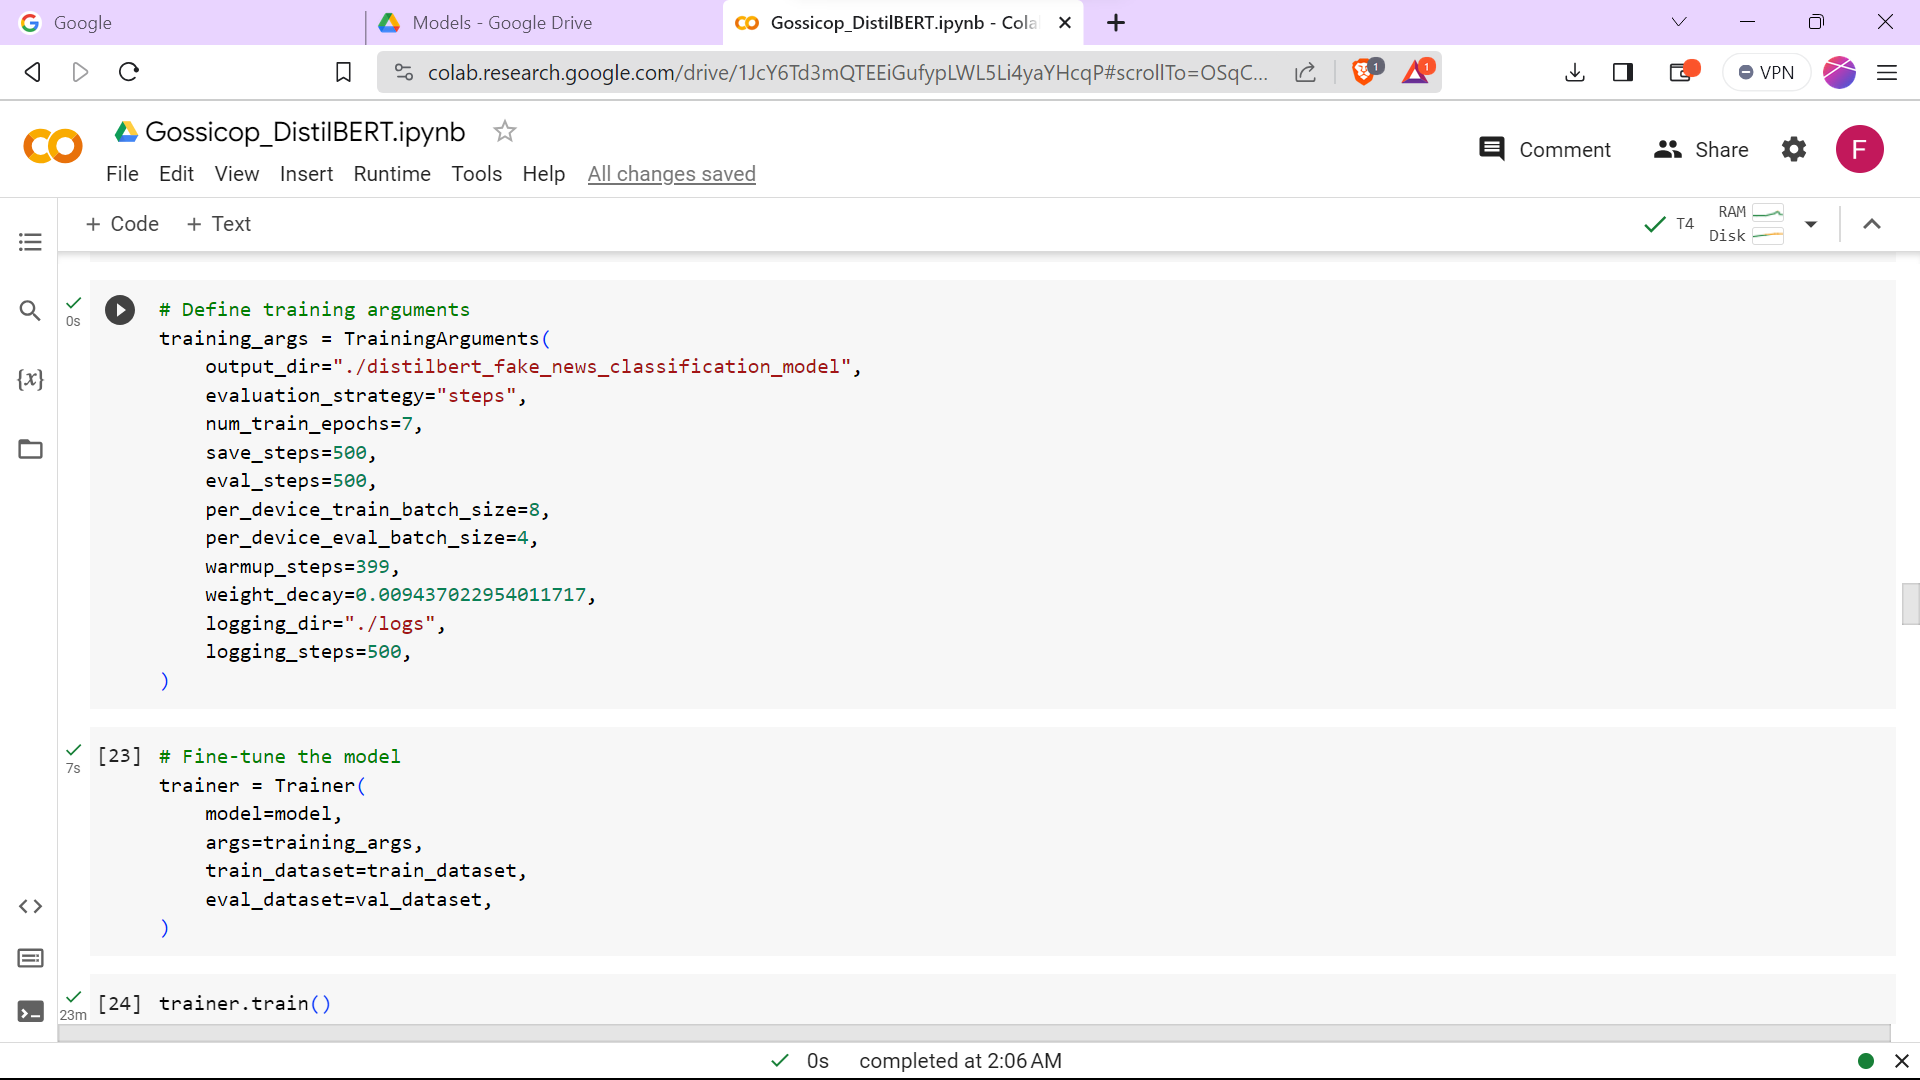 Google
Models - Google Drive
Gossicop_DistilBERT.ipynb - Cola
colab.research.google.com/drive/1JcY6Td3mQTEEiGufypLWL5Li4yaYHcqP#scrollTo=OSqC...
1
1
VPN
Gossicop_DistilBERT.ipynb
Comment
Share
F
File Edit View Insert Runtime Tools Help All changes saved
+ Code + Text
T4
RAM
Disk
{x}
0s
# Define training arguments
training_args = TrainingArguments(
output_dir="./distilbert_fake_news_classification_model",
evaluation_strategy="steps",
num_train_epochs=7,
save_steps=500,
eval_steps=500,
per_device_train_batch_size=8,
per_device_eval_batch_size=4,
warmup_steps=399,
weight_decay=0.009437022954011717,
logging_dir="./logs",
logging_steps=500,
)
7s
[23] # Fine-tune the model
trainer = Trainer(
model=model,
args=training_args,
train_dataset=train_dataset,
eval_dataset=val_dataset,
)
23m
[24] trainer.train()
0s completed at 2:06 AM